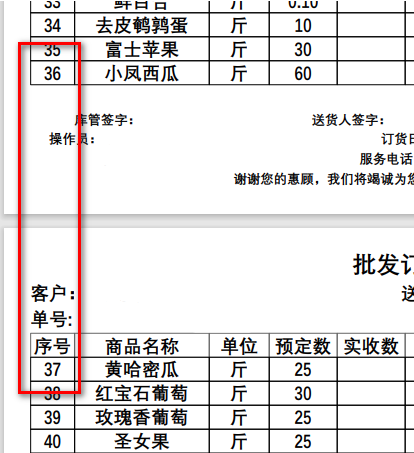 33 鲜百合 斤 0.10
34 去皮鹌鹑蛋 斤 10
35 富士苹果 斤 30
36 小凤西瓜 斤 60
库管签字: 送货人签字:
操作员: 订货日
服务电话
谢谢您的惠顾，我们将竭诚为您
批发订
客户: 送
单号:
序号 商品名称 单位 预定数 实收数
37 黄哈密瓜 斤 25
38 红宝石葡萄 斤 30
39 玫瑰香葡萄 斤 25
40 圣女果 斤 25